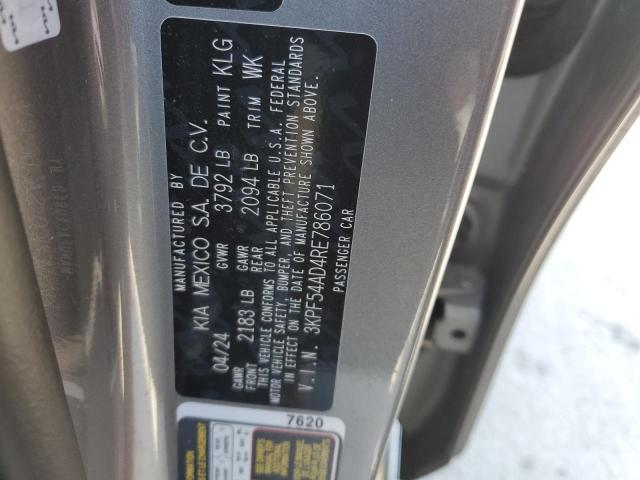 MANUFACTURED BY
KIA MEXICO S.A. DE C.V.
04/24 GVWR 3792 LB PAINT KLG
GAWR FRONT 2183 LB GAWR REAR 2094 LB TRIM WK
THIS VEHICLE CONFORMS TO ALL APPLICABLE U.S.A. FEDERAL
MOTOR VEHICLE SAFETY, BUMPER, AND THEFT PREVENTION STANDARDS
IN EFFECT ON THE DATE OF MANUFACTURE SHOWN ABOVE.
V.I.N. 3KPF54AD4RE786071
PASSENGER CAR
7620